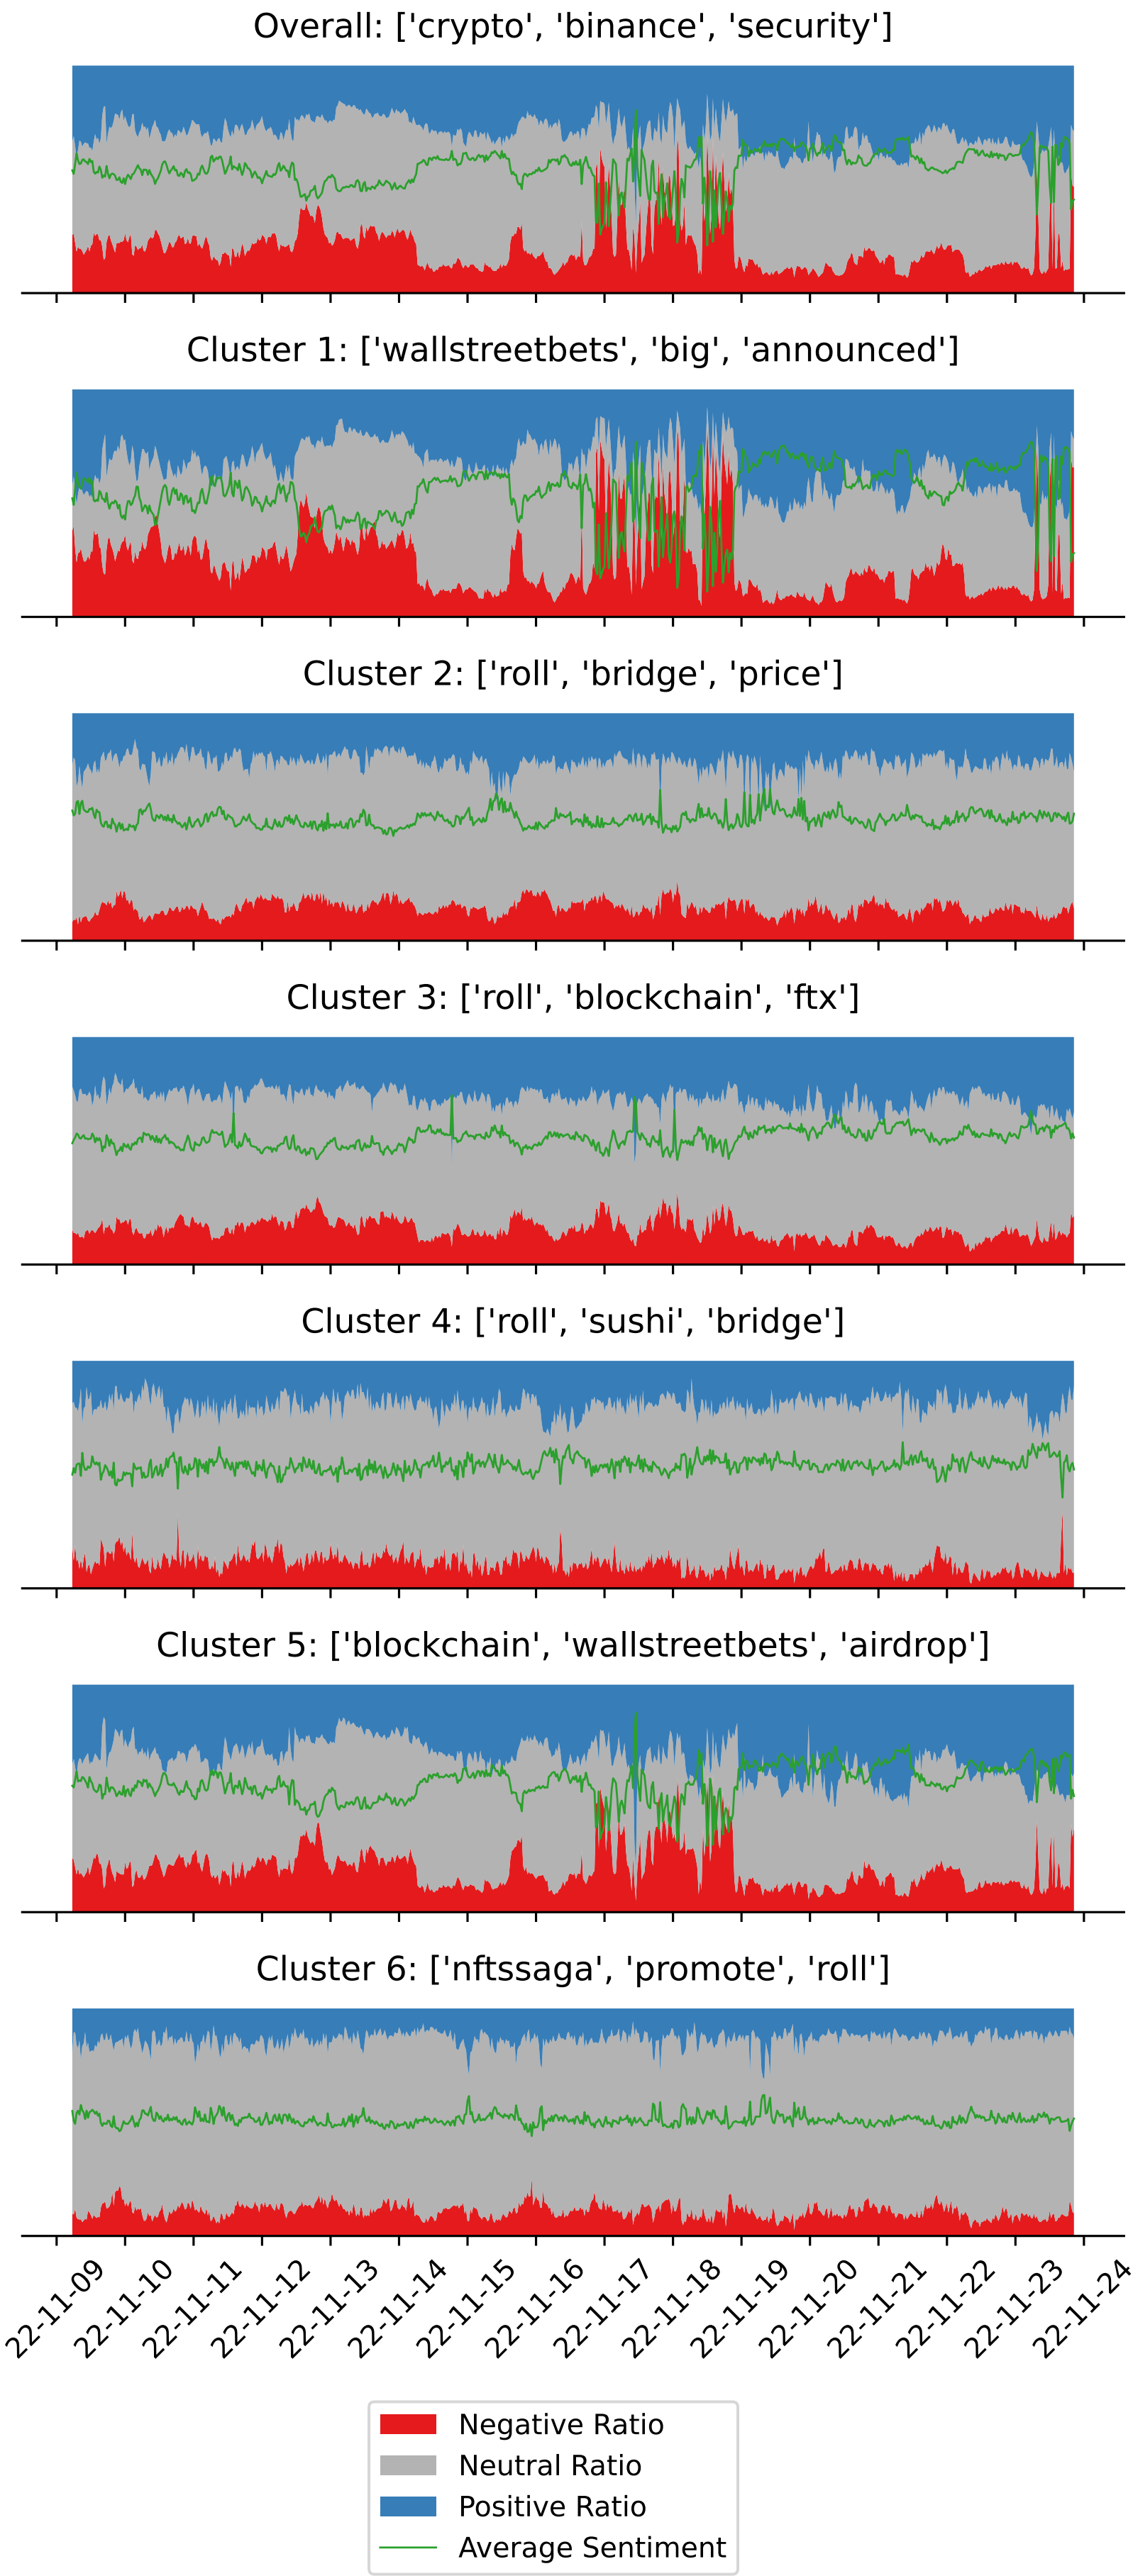 Overall: ['crypto', 'binance', 'security']
Cluster 1: ['wallstreetbets', 'big', 'announced']
Cluster 2: ['roll', 'bridge', 'price']
Cluster 3: ['roll', 'blockchain', 'ftx']
Cluster 4: ['roll', 'sushi', 'bridge']
Cluster 5: ['blockchain', 'wallstreetbets', 'airdrop']
Cluster 6: ['nftssaga', 'promote', 'roll']
22-11-09
22-11-10
22-11-11
22-11-12
22-11-13
22-11-14
22-11-15
22-11-16
22-11-17
22-11-18
22-11-19
22-11-20
22-11-21
22-11-22
22-11-23
22-11-24
Negative Ratio
Neutral Ratio
Positive Ratio
Average Sentiment